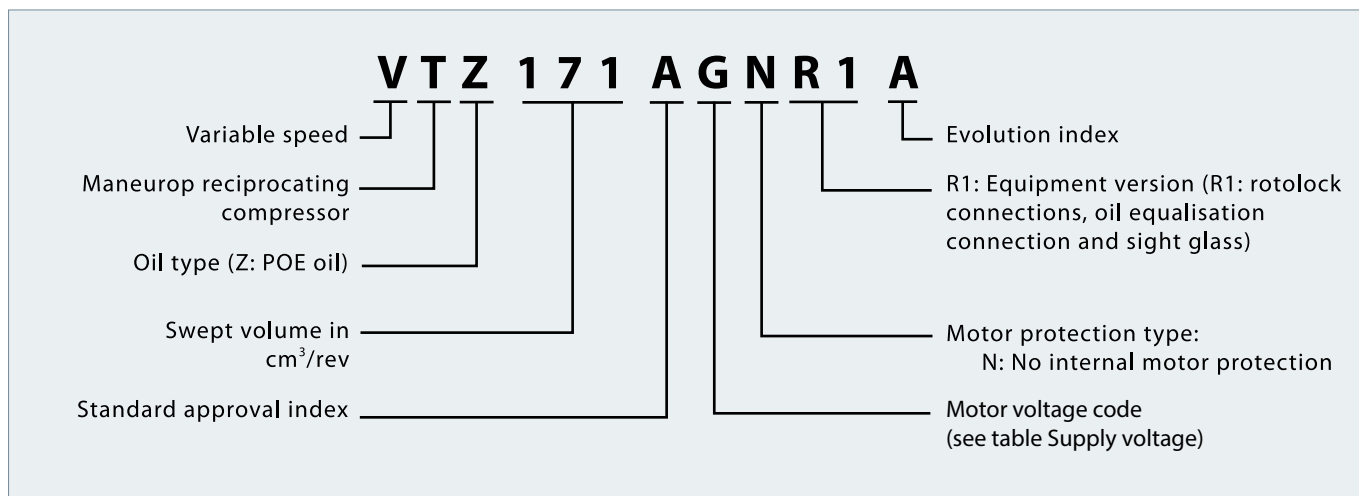 V T Z 1 7 1 A G N R 1 A
Variable speed
Maneurop reciprocating
compressor
Oil type (Z: POE oil)
Swept volume in
cm³/rev
Standard approval index
Evolution index
R1: Equipment version (R1: rotolock
connections, oil equalisation
connection and sight glass)
Motor protection type:
N: No internal motor protection
Motor voltage code
(see table Supply voltage)